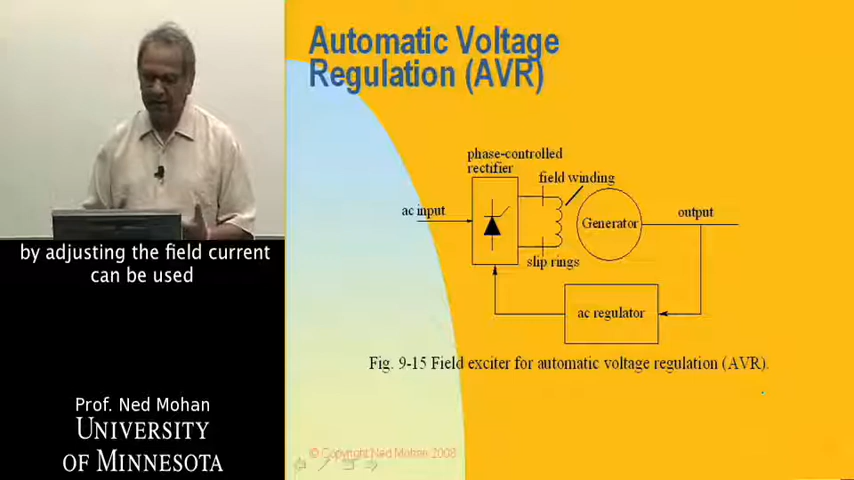 Automatic Voltage
Regulation (AVR)
phase-controlled
rectifier
field winding
ac input
Generator
output
slip rings
ac regulator
Fig. 9-15 Field exciter for automatic voltage regulation (AVR).
© Copyright Ned Mohan 2008
by adjusting the field current
can be used
Prof. Ned Mohan
UNIVERSITY
OF MINNESOTA